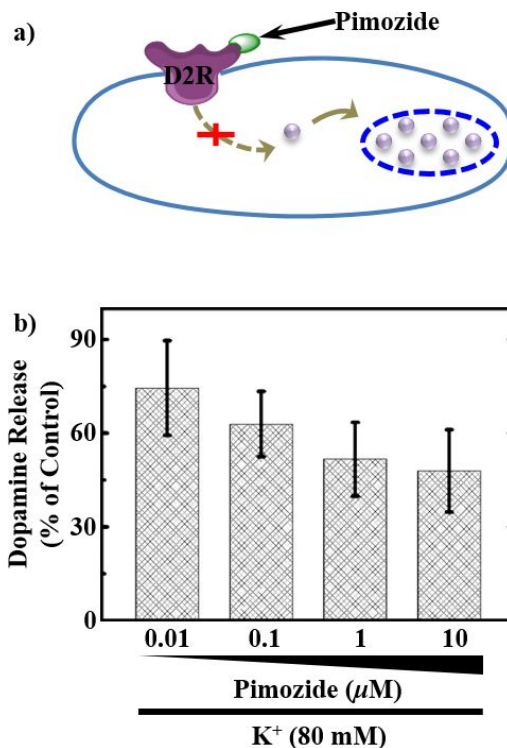 a)
Pimozide
D2R
b)
Dopamine Release
(% of Control)
90
60
30
0
0.01 0.1 1 10
Pimozide (μM)
K⁺ (80 mM)